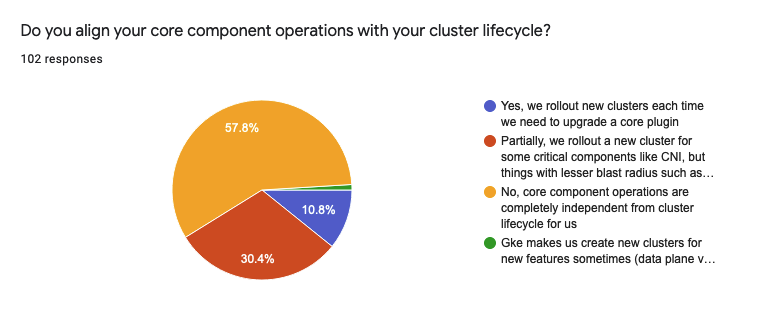 Do you align your core component operations with your cluster lifecycle?
102 responses
57.8%
10.8%
30.4%
Yes, we rollout new clusters each time
we need to upgrade a core plugin
Partially, we rollout a new cluster for
some critical components like CNI, but
things with lesser blast radius such as…
No, core component operations are
completely independent from cluster
lifecycle for us
Gke makes us create new clusters for
new features sometimes (data plane v…